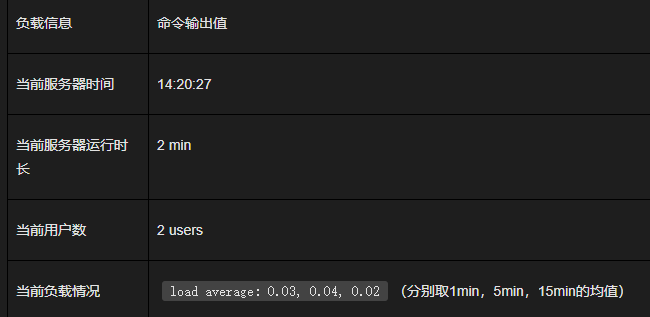 负载信息 命令输出值
当前服务器时间 14:20:27
当前服务器运行时 2 min
长
当前用户数 2 users
当前负载情况 load average: 0.03, 0.04, 0.02 （分别取1min，5min，15min的均值）